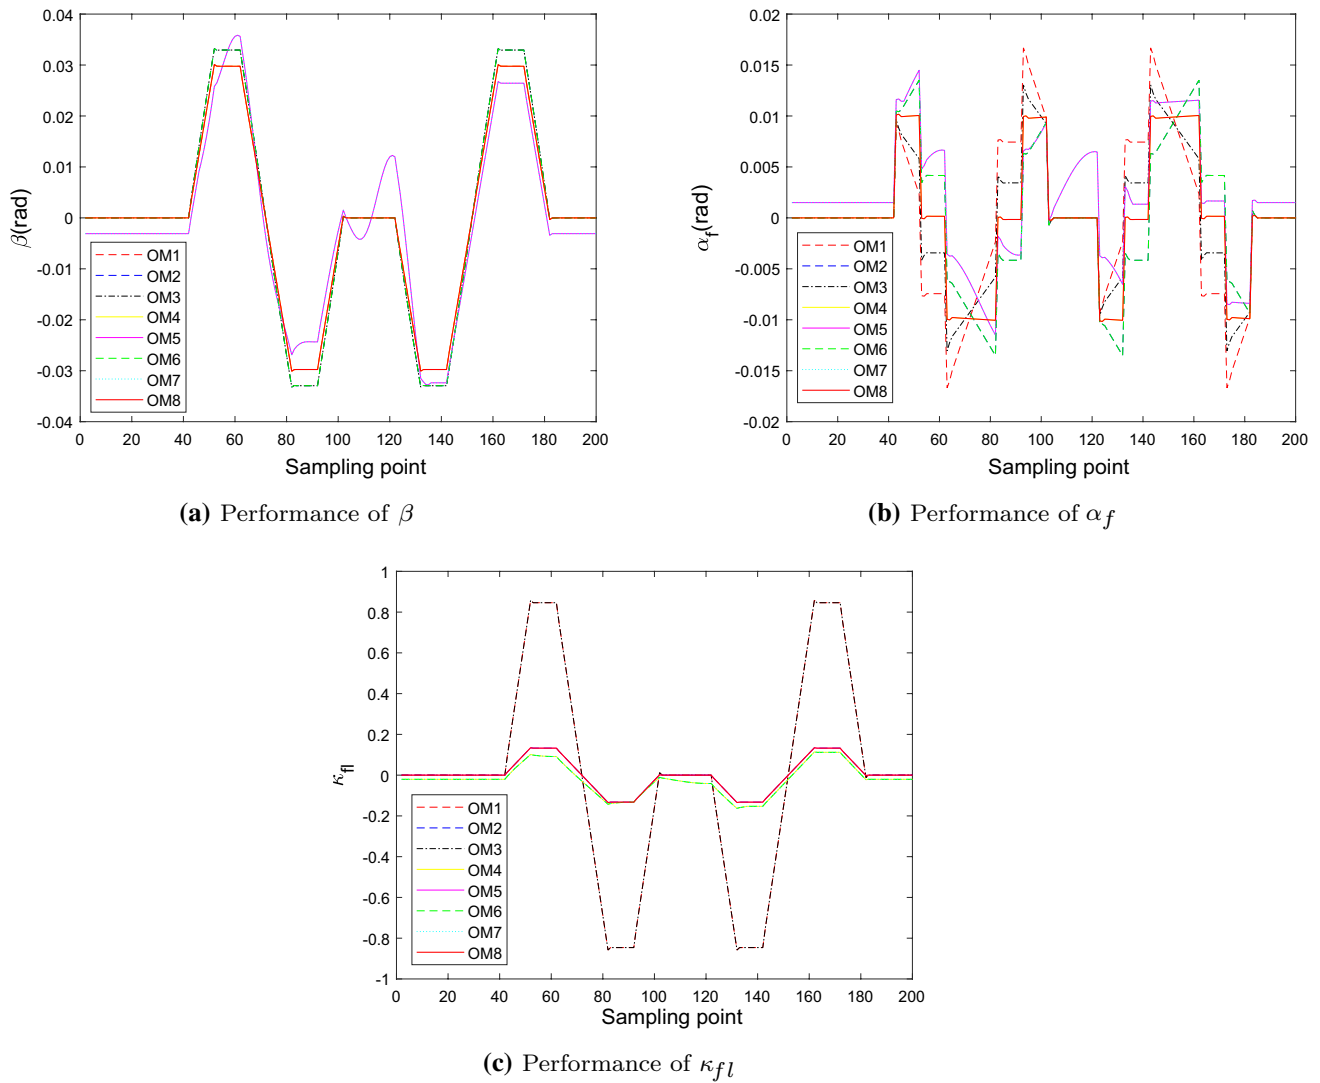 0.04
0.03
0.02
0.01
0
-0.01
-0.02
-0.03
-0.04
β(rad)
OM1
OM2
OM3
OM4
OM5
OM6
OM7
OM8
0 20 40 60 80 100 120 140 160 180 200
Sampling point
(a) Performance of β
0.02
0.015
0.01
0.005
0
-0.005
-0.01
-0.015
-0.02
α_f(rad)
OM1
OM2
OM3
OM4
OM5
OM6
OM7
OM8
0 20 40 60 80 100 120 140 160 180 200
Sampling point
(b) Performance of α_f
1
0.8
0.6
0.4
0.2
0
-0.2
-0.4
-0.6
-0.8
-1
κ_fl
OM1
OM2
OM3
OM4
OM5
OM6
OM7
OM8
0 20 40 60 80 100 120 140 160 180 200
Sampling point
(c) Performance of κ_fl